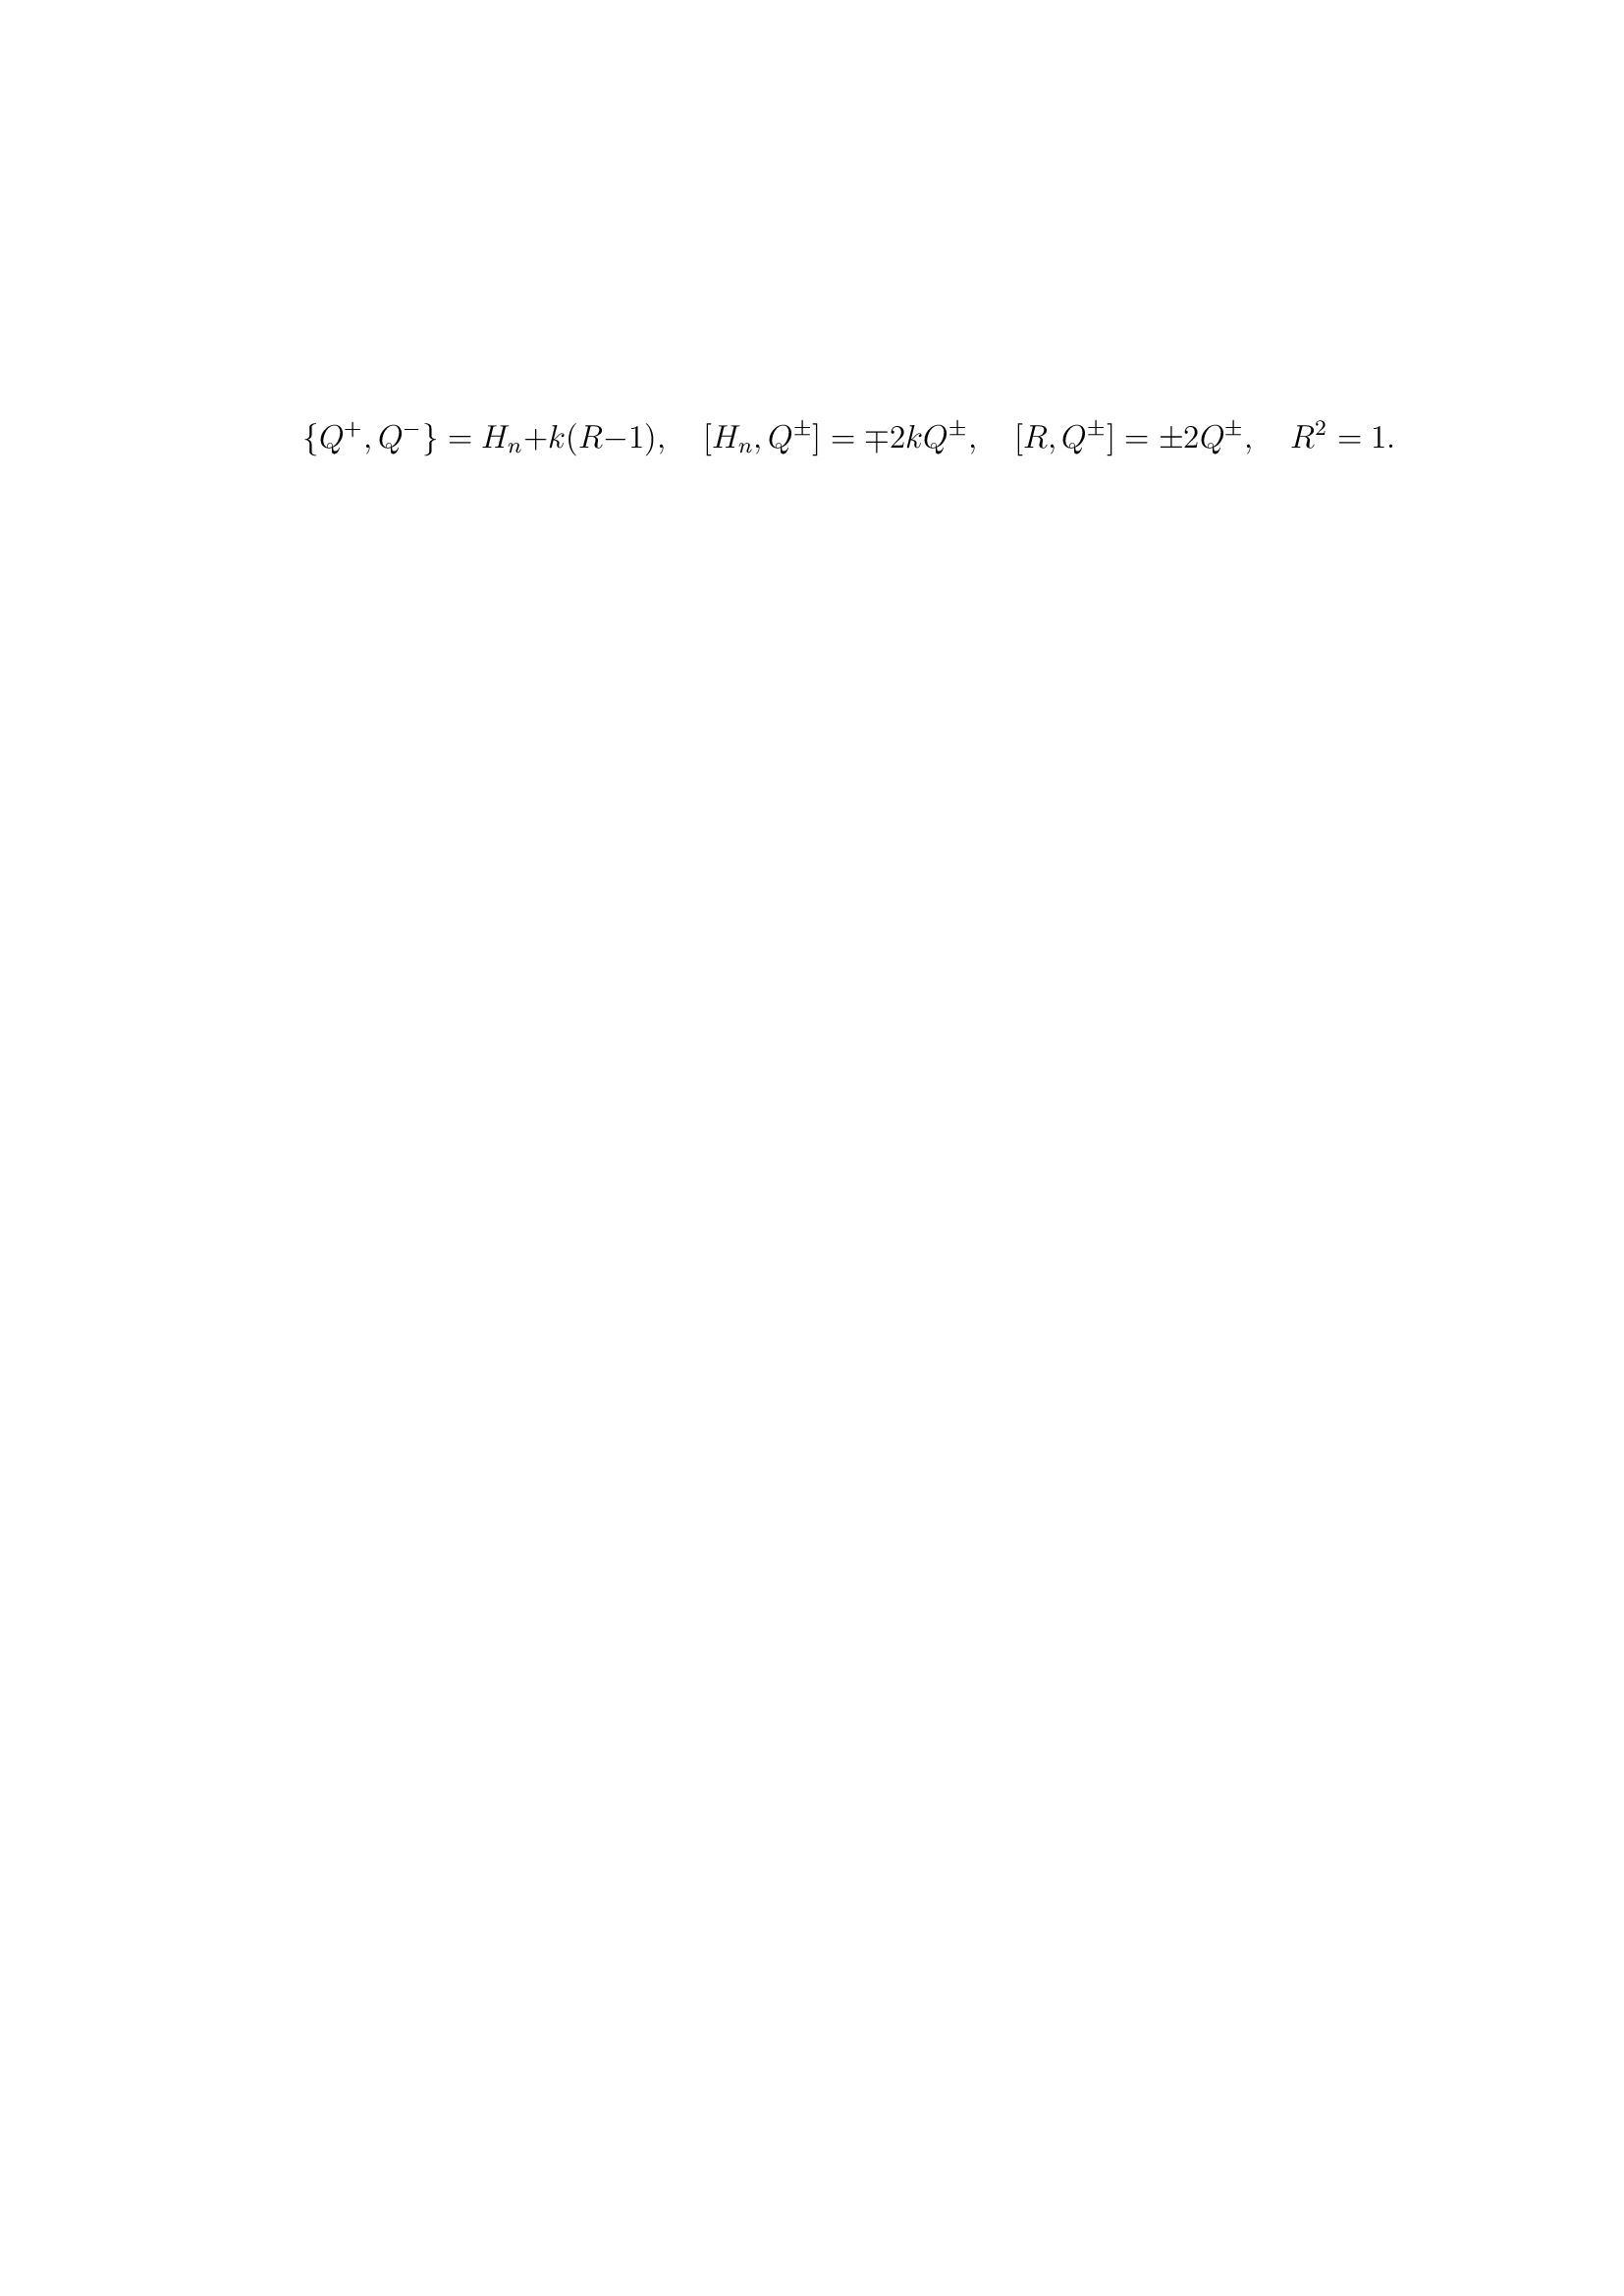 $\{Q^{+}, Q^{-}\} = H_n + k(R-1), \quad [H_n, Q^{\pm}] = \mp 2kQ^{\pm}, \quad [R, Q^{\pm}] = \pm 2Q^{\pm}, \quad R^2 = 1.$